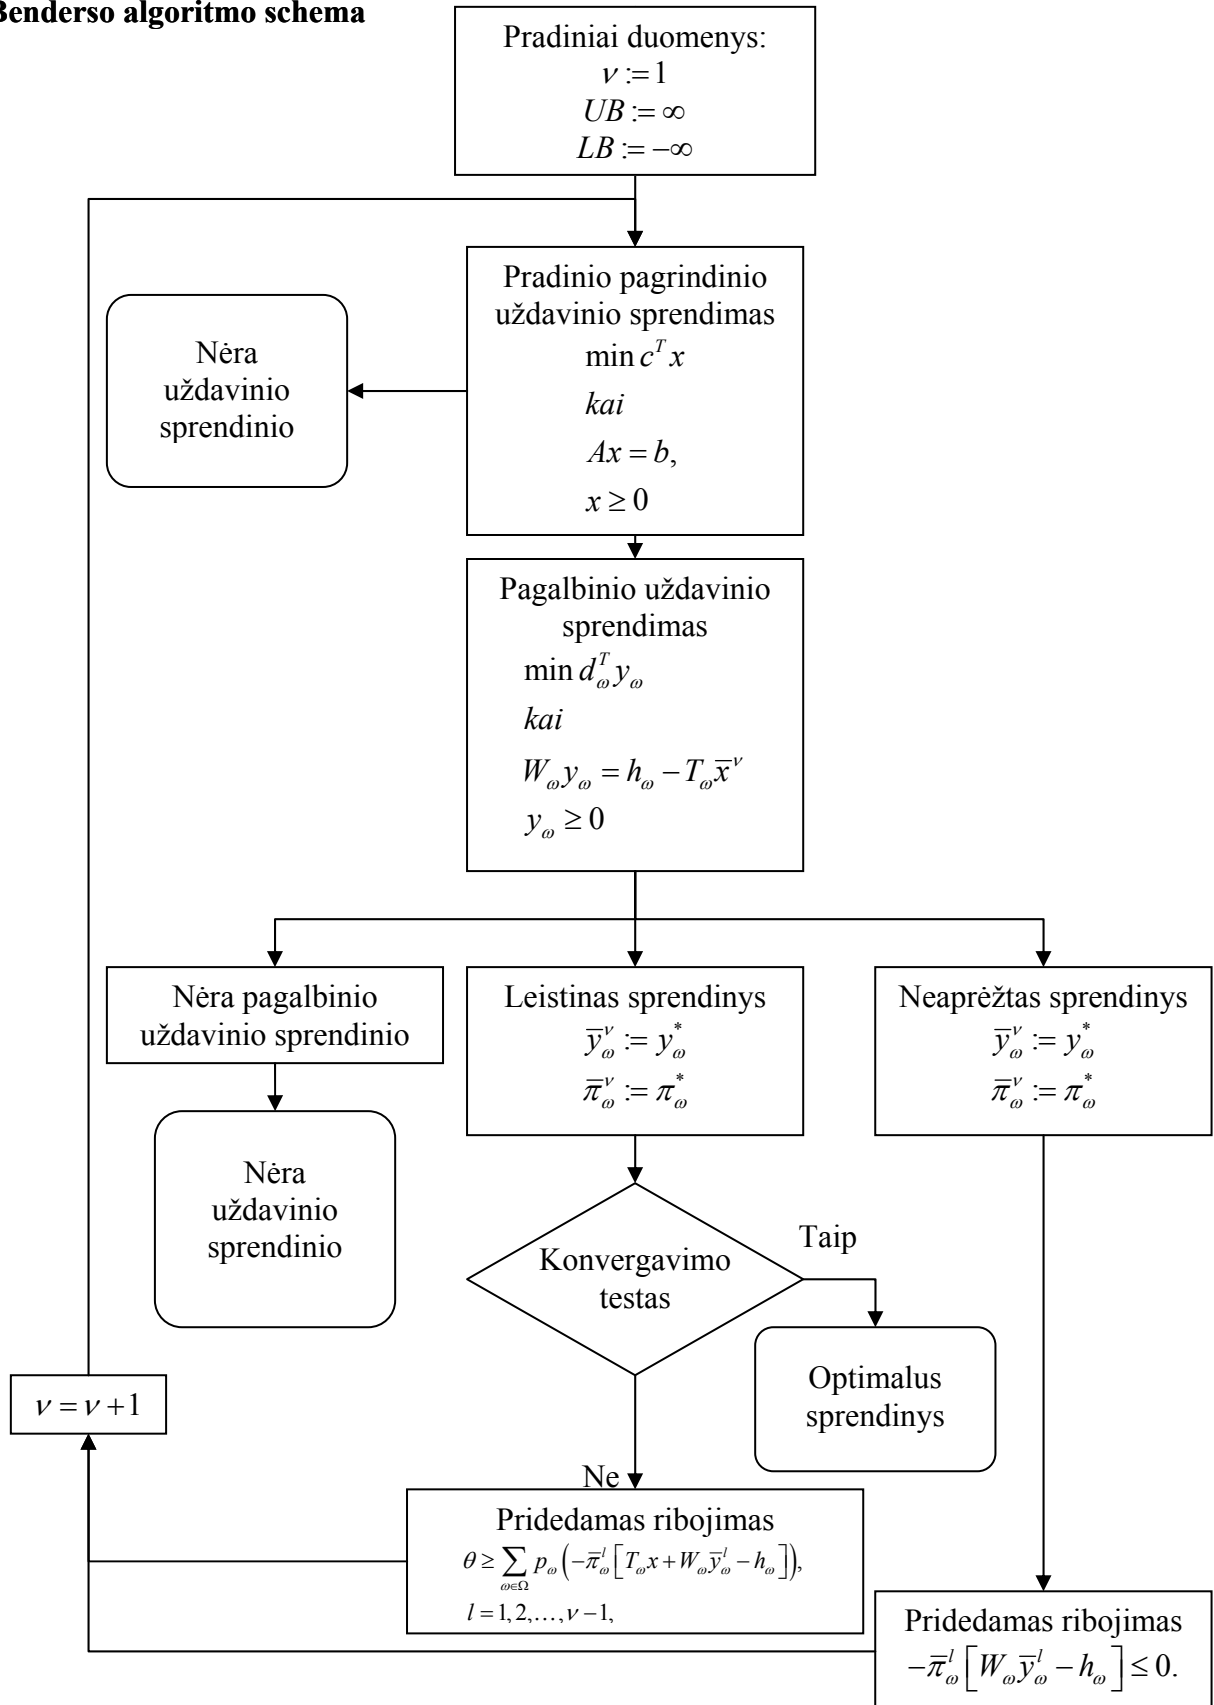 Benderso algoritmo schema
Pradiniai duomenys:
ν := 1
UB := ∞
LB := −∞
Pradinio pagrindinio
uždavinio sprendimas
min c^T x
kai
Ax = b,
x ≥ 0
Nėra
uždavinio
sprendinio
Pagalbinio uždavinio
sprendimas
min d_ω^T y_ω
kai
W_ω y_ω = h_ω − T_ω x̄^ν
y_ω ≥ 0
Nėra pagalbinio
uždavinio sprendinio
Leistinas sprendinys
ȳ_ω^ν := y_ω^*
π̄_ω^ν := π_ω^*
Neaprėžtas sprendinys
ȳ_ω^ν := y_ω^*
π̄_ω^ν := π_ω^*
Nėra
uždavinio
sprendinio
Konvergavimo
testas
Taip
Optimalus
sprendinys
ν = ν + 1
Ne
Pridedamas ribojimas
θ ≥ ∑_{ω∈Ω} p_ω (−π̄_ω^l [T_ω x + W_ω ȳ_ω^l − h_ω]),
l = 1, 2, …, ν − 1,
Pridedamas ribojimas
−π̄_ω^l [W_ω ȳ_ω^l − h_ω] ≤ 0.